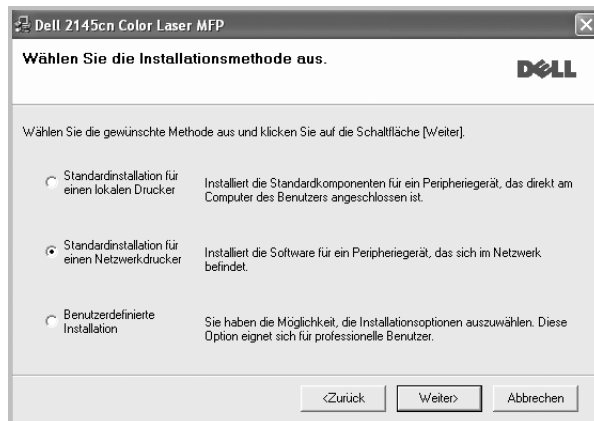 Dell 2145cn Color Laser MFP
Wählen Sie die Installationsmethode aus.
DELL
Wählen Sie die gewünschte Methode aus und klicken Sie auf die Schaltfläche [Weiter].
Standardinstallation für
einen lokalen Drucker
Installiert die Standardkomponenten für ein Peripheriegerät, das direkt am
Computer des Benutzers angeschlossen ist.
Standardinstallation für
einen Netzwerkdrucker
Installiert die Software für ein Peripheriegerät, das sich im Netzwerk
befindet.
Benutzerdefinierte
Installation
Sie haben die Möglichkeit, die Installationsoptionen auszuwählen. Diese
Option eignet sich für professionelle Benutzer.
<Zurück
Weiter>
Abbrechen